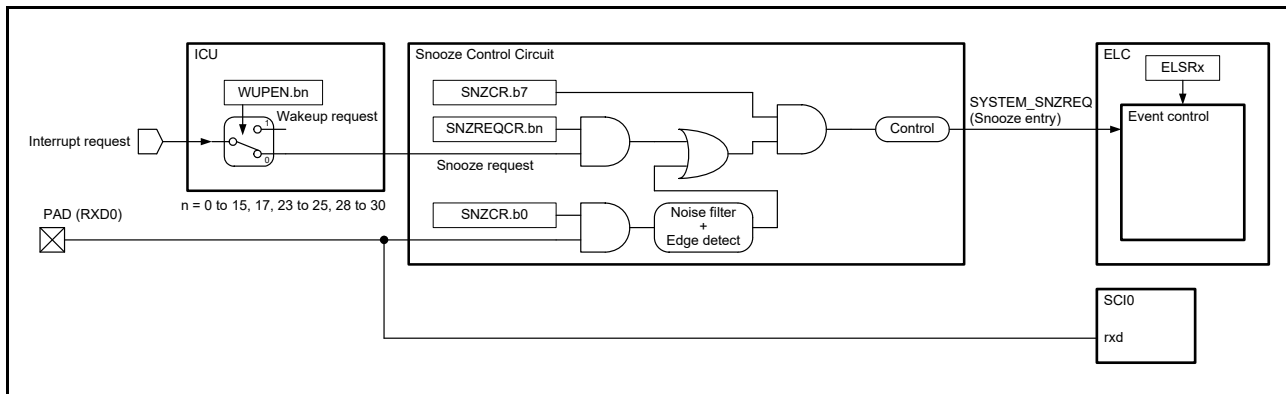 ICU
WUPEN.bn
1
Wakeup request
0
Interrupt request
n = 0 to 15, 17, 23 to 25, 28 to 30
PAD (RXD0)
Snooze Control Circuit
SNZCR.b7
SNZREQCR.bn
Snooze request
SNZCR.b0
Noise filter
+
Edge detect
Control
SYSTEM_SNZREQ
(Snooze entry)
ELC
ELSRx
Event control
SCI0
rxd